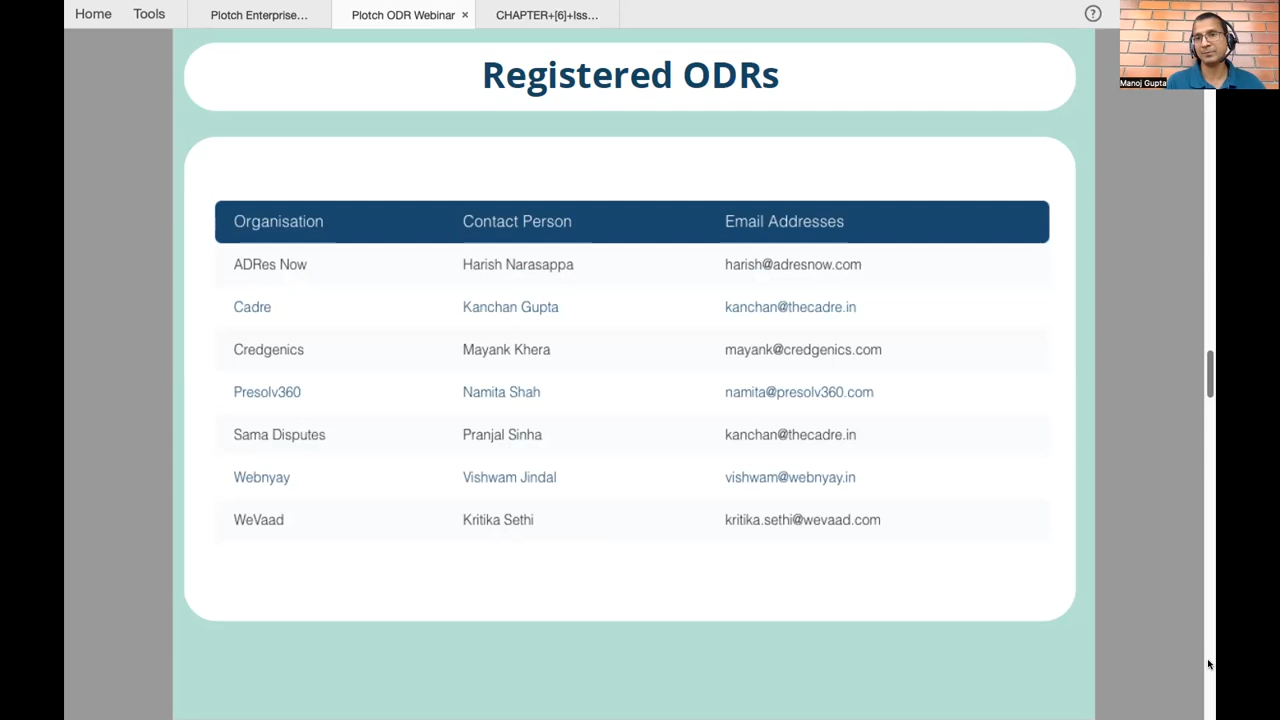 Home Tools Plotch Enterprise... Plotch ODR Webinar × CHAPTER+[6]+Iss... ?
Manoj Gupta
Registered ODRs
Organisation Contact Person Email Addresses
ADRes Now Harish Narasappa harish@adresnow.com
Cadre Kanchan Gupta kanchan@thecadre.in
Credgenics Mayank Khera mayank@credgenics.com
Presolv360 Namita Shah namita@presolv360.com
Sama Disputes Pranjal Sinha kanchan@thecadre.in
Webnyay Vishwam Jindal vishwam@webnyay.in
WeVaad Kritika Sethi kritika.sethi@wevaad.com